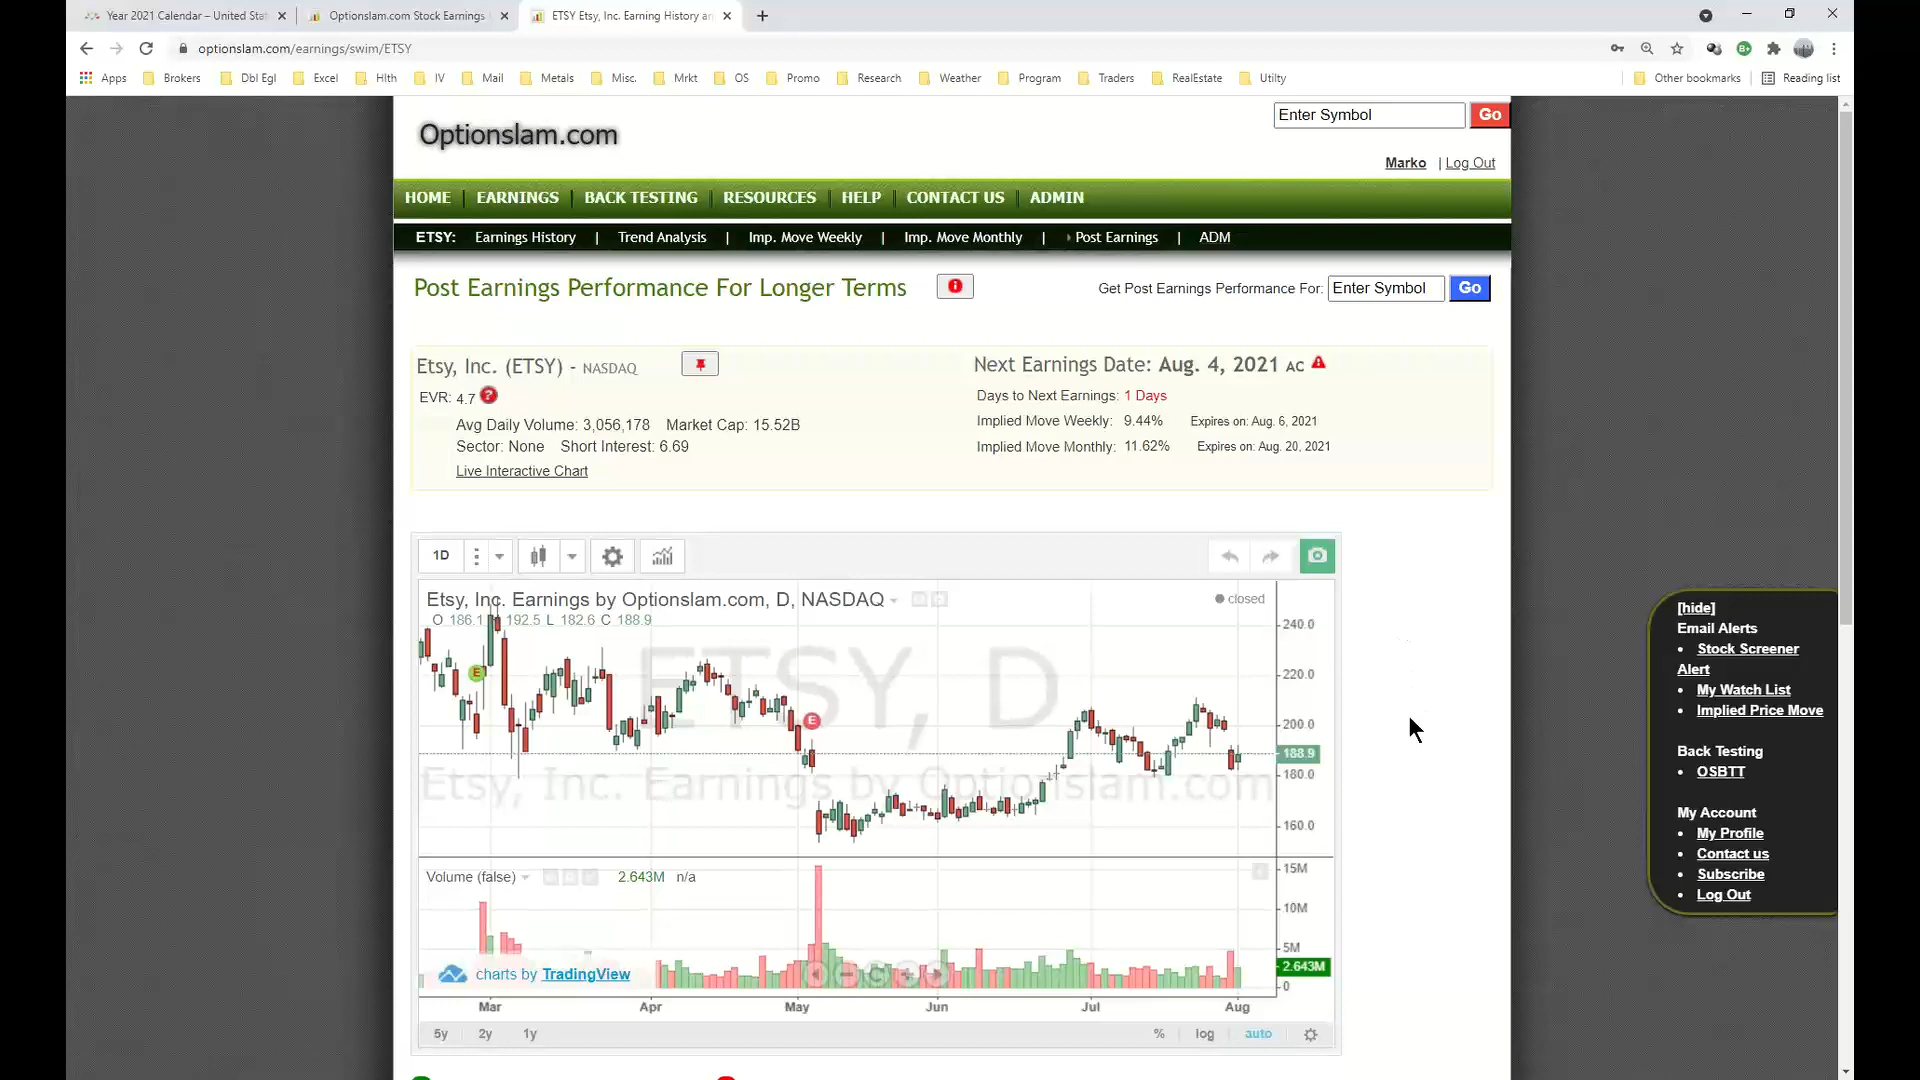 Year 2021 Calendar – United Stat
Optionslam.com Stock Earnings
ETSY Etsy, Inc. Earning History an
optionslam.com/earnings/swim/ETSY
Apps Brokers Dbl Egl Excel Hlth IV Mail Metals Misc. Mrkt OS Promo Research Weather Program Traders RealEstate Utilty Other bookmarks Reading list
Enter Symbol Go
Optionslam.com
Marko | Log Out
HOME EARNINGS BACK TESTING RESOURCES HELP CONTACT US ADMIN
ETSY: Earnings History | Trend Analysis | Imp. Move Weekly | Imp. Move Monthly | Post Earnings | ADM
Post Earnings Performance For Longer Terms
Get Post Earnings Performance For: Enter Symbol Go
Etsy, Inc. (ETSY) - NASDAQ
EVR: 4.7 ?
Avg Daily Volume: 3,056,178 Market Cap: 15.52B
Sector: None Short Interest: 6.69
Live Interactive Chart
Next Earnings Date: Aug. 4, 2021 AC
Days to Next Earnings: 1 Days
Implied Move Weekly: 9.44% Expires on: Aug. 6, 2021
Implied Move Monthly: 11.62% Expires on: Aug. 20, 2021
1D
Etsy, Inc. Earnings by Optionslam.com, D, NASDAQ
closed
O 186.1 192.5 L 182.6 C 188.9
ETSY, D
Etsy, Inc. Earnings by Optionslam.com
E
E
240.0
220.0
200.0
188.9
180.0
160.0
Volume (false) 2.643M n/a
15M
10M
5M
2.643M
0
charts by TradingView
Mar Apr May Jun Jul Aug
5y 2y 1y % log auto
[hide]
Email Alerts
• Stock Screener
Alert
• My Watch List
• Implied Price Move
Back Testing
• OSBTT
My Account
• My Profile
• Contact us
• Subscribe
• Log Out